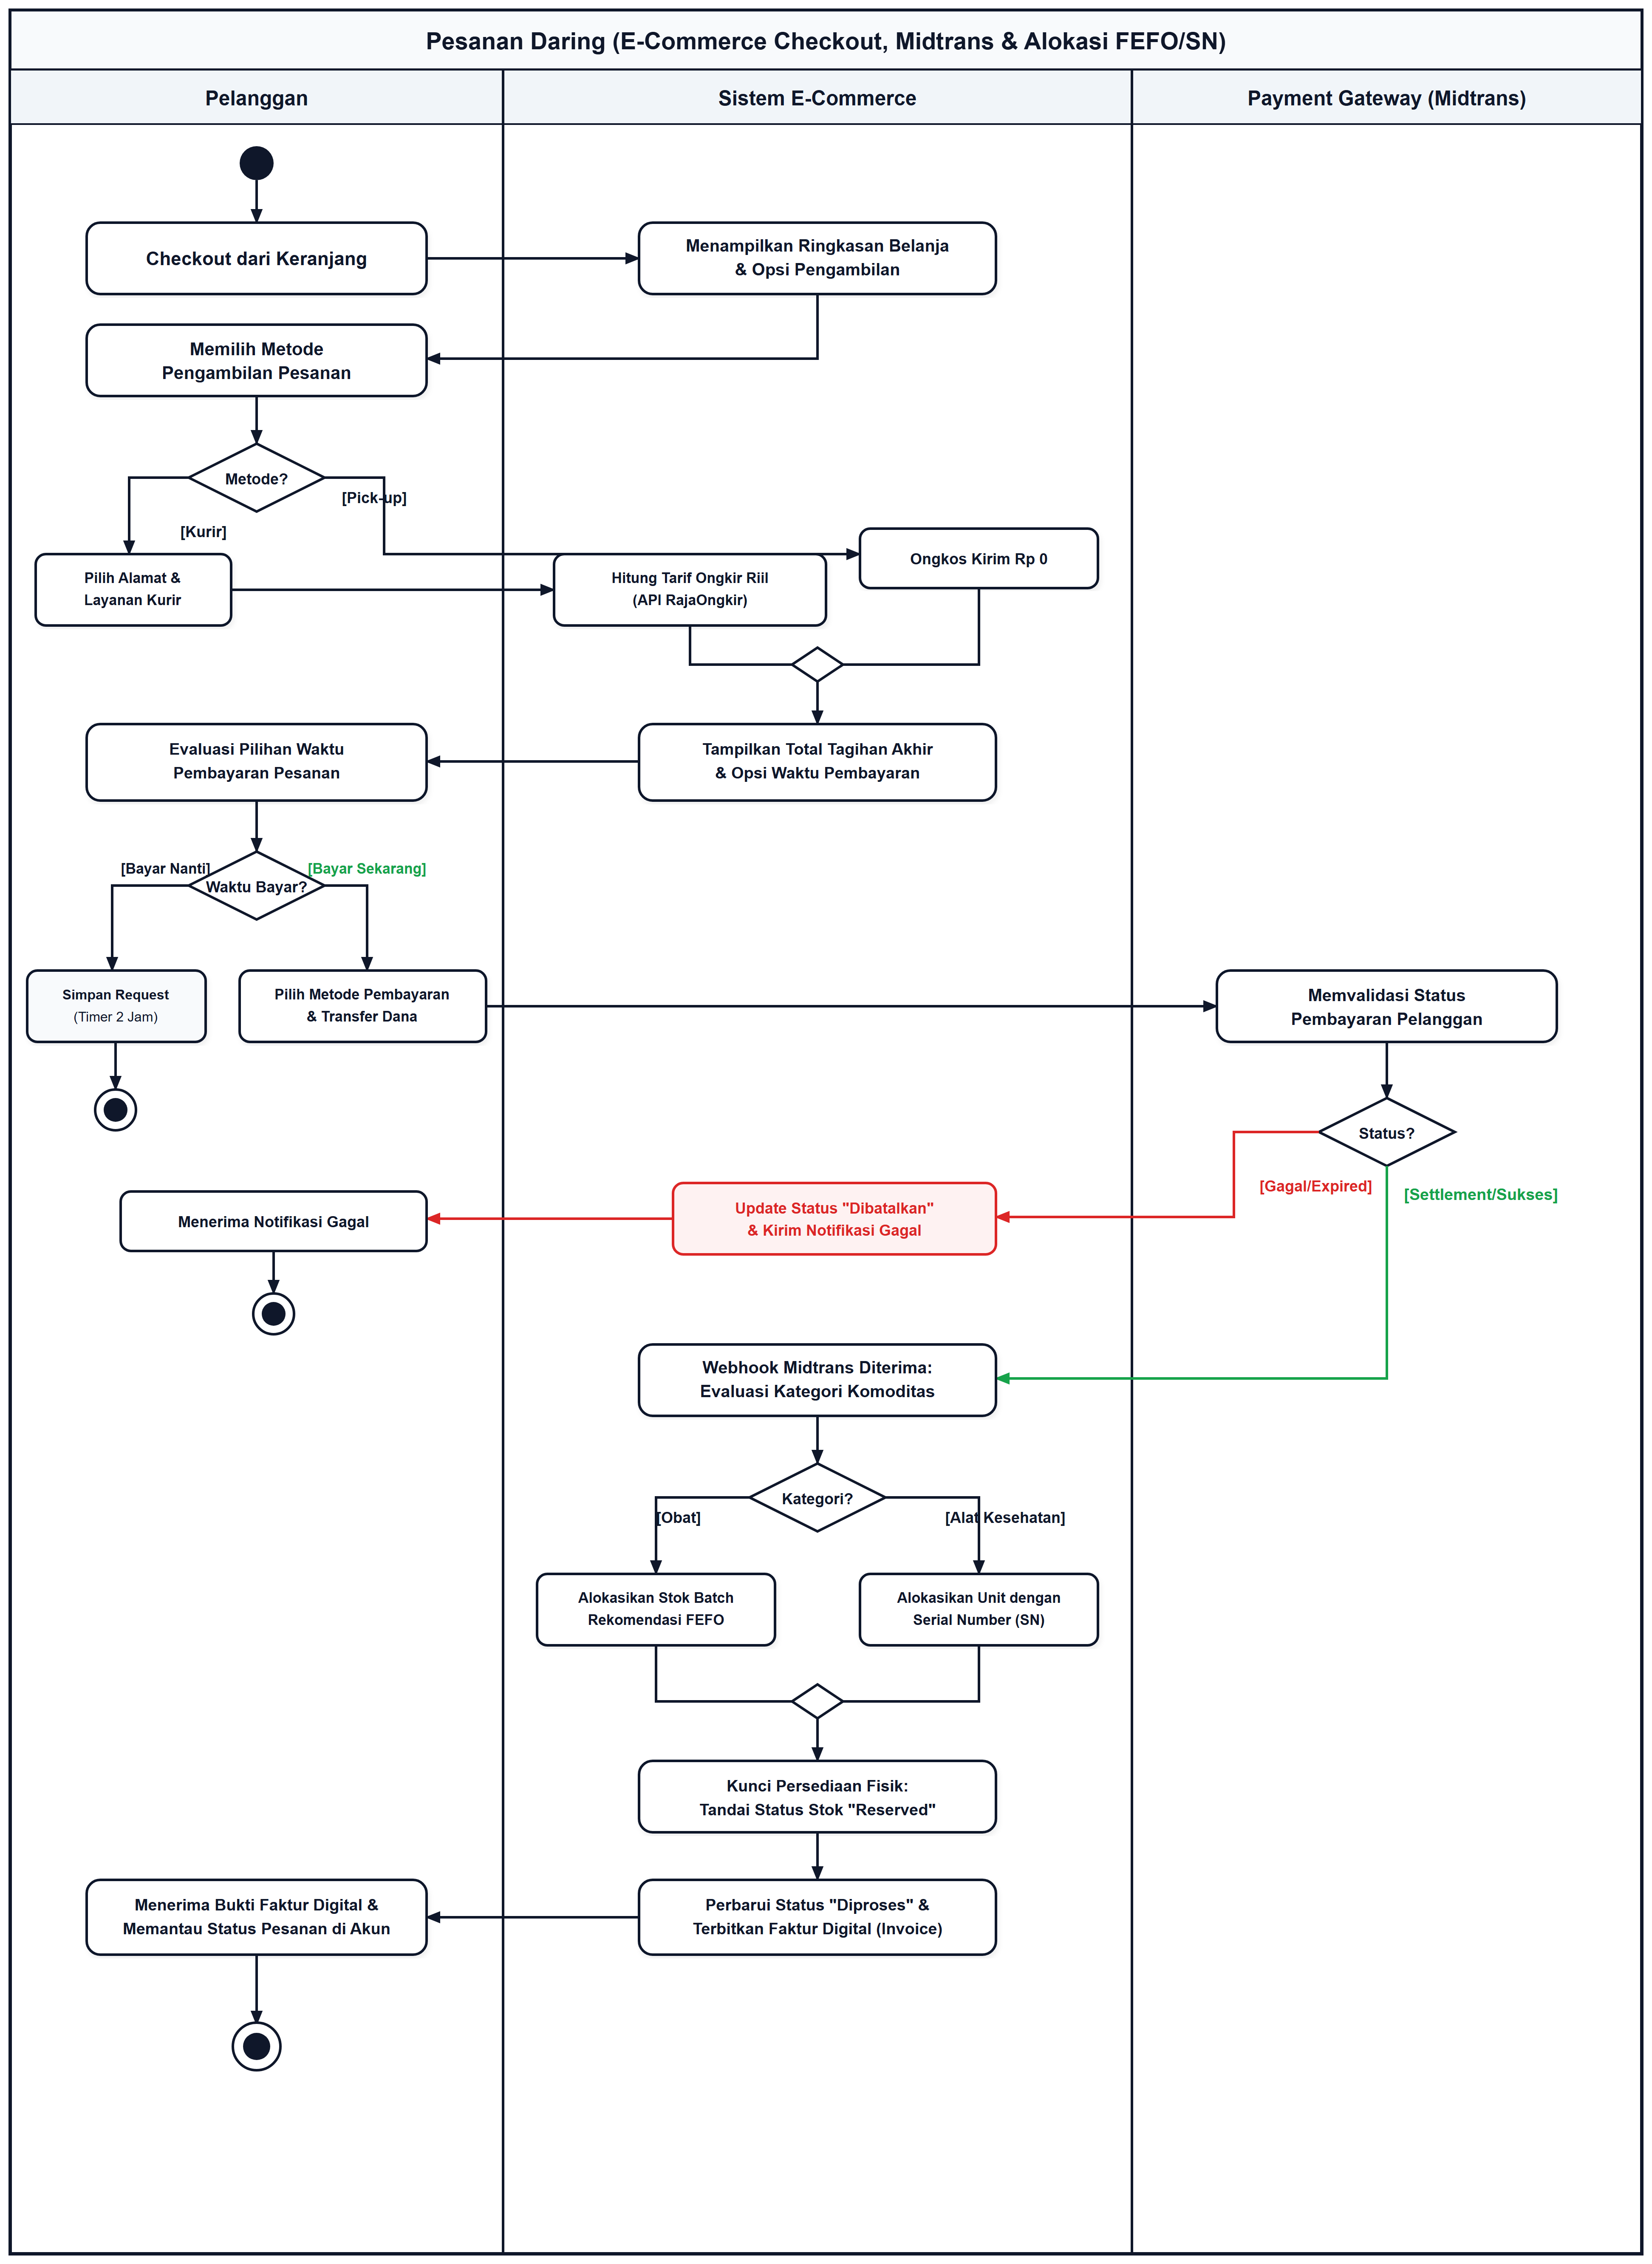 Pesanan Daring (E-Commerce Checkout, Midtrans & Alokasi FEFO/SN)
Pelanggan
Sistem E-Commerce
Payment Gateway (Midtrans)
Checkout dari Keranjang
Menampilkan Ringkasan Belanja
& Opsi Pengambilan
Memilih Metode
Pengambilan Pesanan
Metode?
[Pick-up]
[Kurir]
Pilih Alamat &
Layanan Kurir
Hitung Tarif Ongkir Riil
(API RajaOngkir)
Ongkos Kirim Rp 0
Evaluasi Pilihan Waktu
Pembayaran Pesanan
Tampilkan Total Tagihan Akhir
& Opsi Waktu Pembayaran
[Bayar Nanti]
[Bayar Sekarang]
Waktu Bayar?
Simpan Request
(Timer 2 Jam)
Pilih Metode Pembayaran
& Transfer Dana
Memvalidasi Status
Pembayaran Pelanggan
Status?
[Gagal/Expired]
[Settlement/Sukses]
Menerima Notifikasi Gagal
Update Status "Dibatalkan"
& Kirim Notifikasi Gagal
Webhook Midtrans Diterima:
Evaluasi Kategori Komoditas
Kategori?
[Obat]
[Alat Kesehatan]
Alokasikan Stok Batch
Rekomendasi FEFO
Alokasikan Unit dengan
Serial Number (SN)
Kunci Persediaan Fisik:
Tandai Status Stok "Reserved"
Menerima Bukti Faktur Digital &
Memantau Status Pesanan di Akun
Perbarui Status "Diproses" &
Terbitkan Faktur Digital (Invoice)